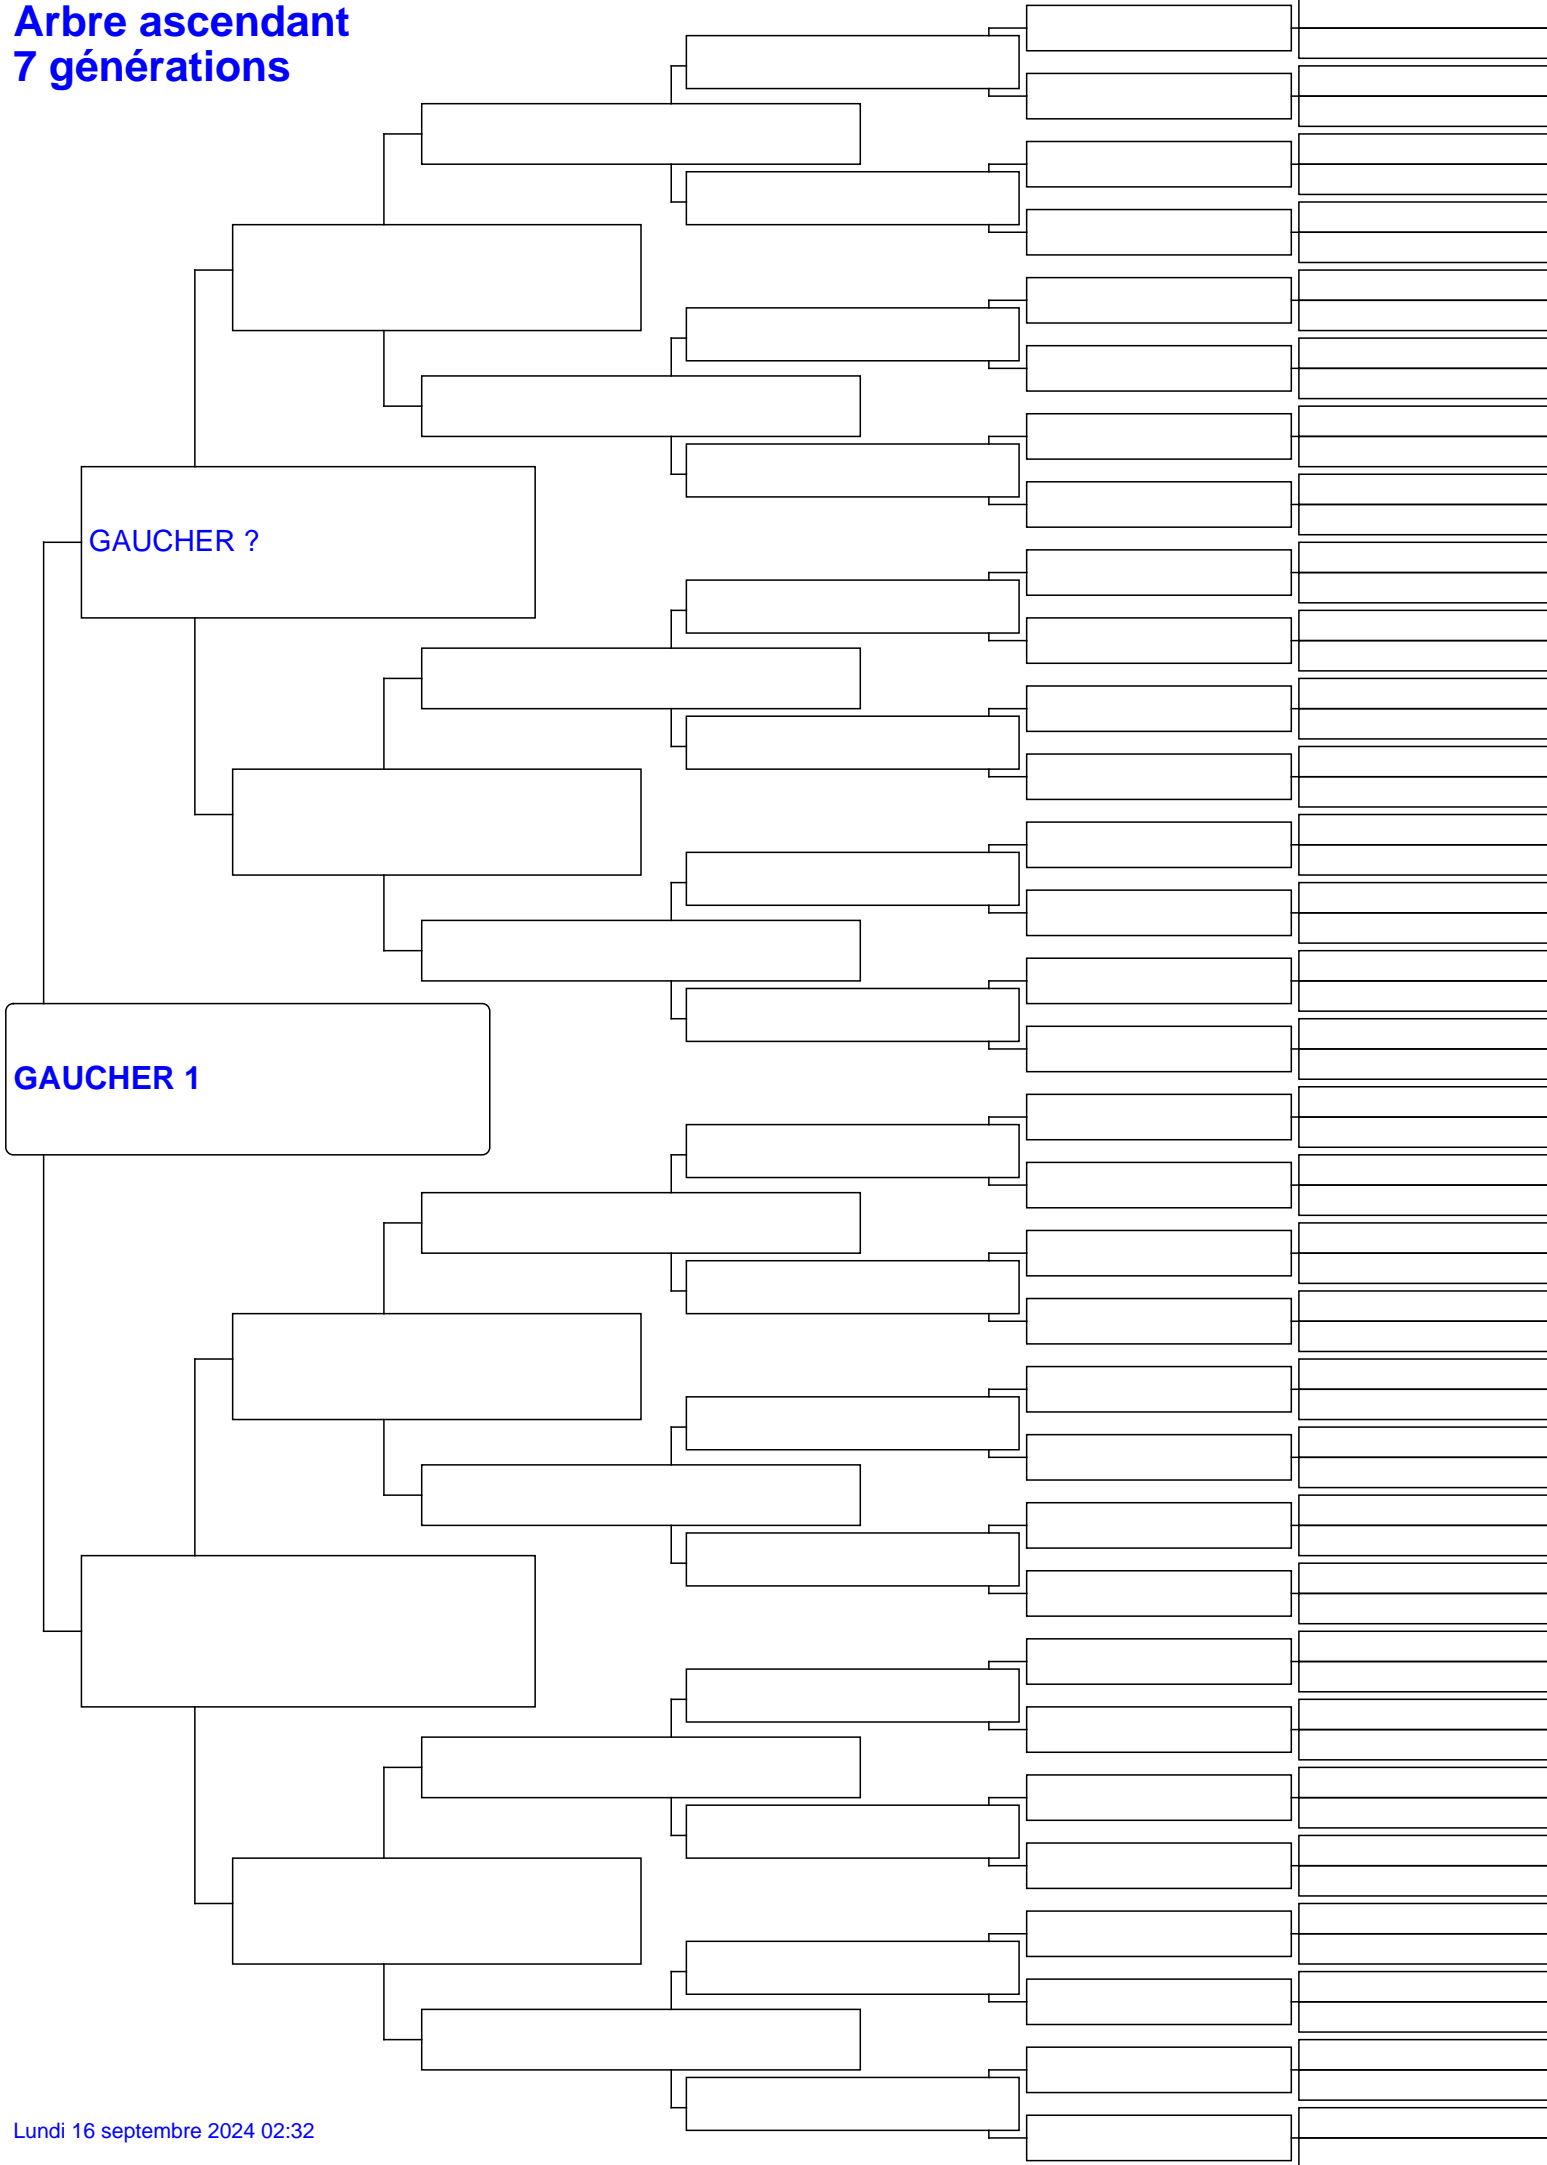 Arbre ascendant
7 générations
GAUCHER ?
GAUCHER 1
Lundi 16 septembre 2024 02:32